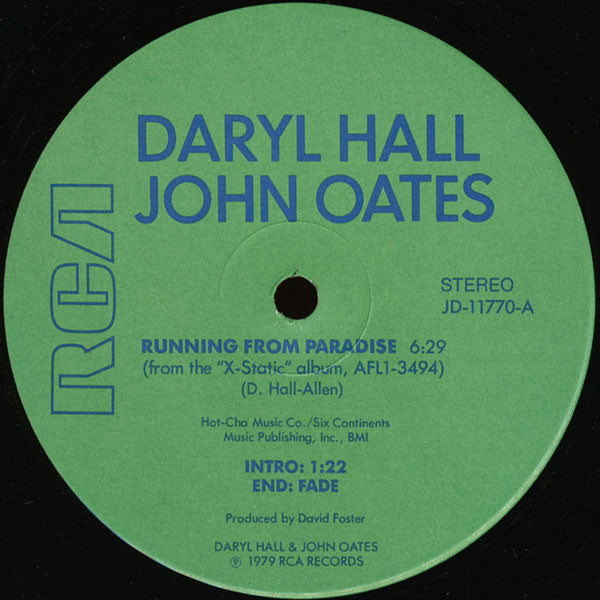 DARYL HALL
JOHN OATES
RCA
STEREO
JD-11770-A
RUNNING FROM PARADISE 6:29
(from the "X-Static" album, AFL1-3494)
(D. Hall-Allen)
Hot-Cha Music Co./Six Continents
Music Publishing, Inc., BMI
INTRO: 1:22
END: FADE
Produced by David Foster
DARYL HALL & JOHN OATES
℗ 1979 RCA RECORDS